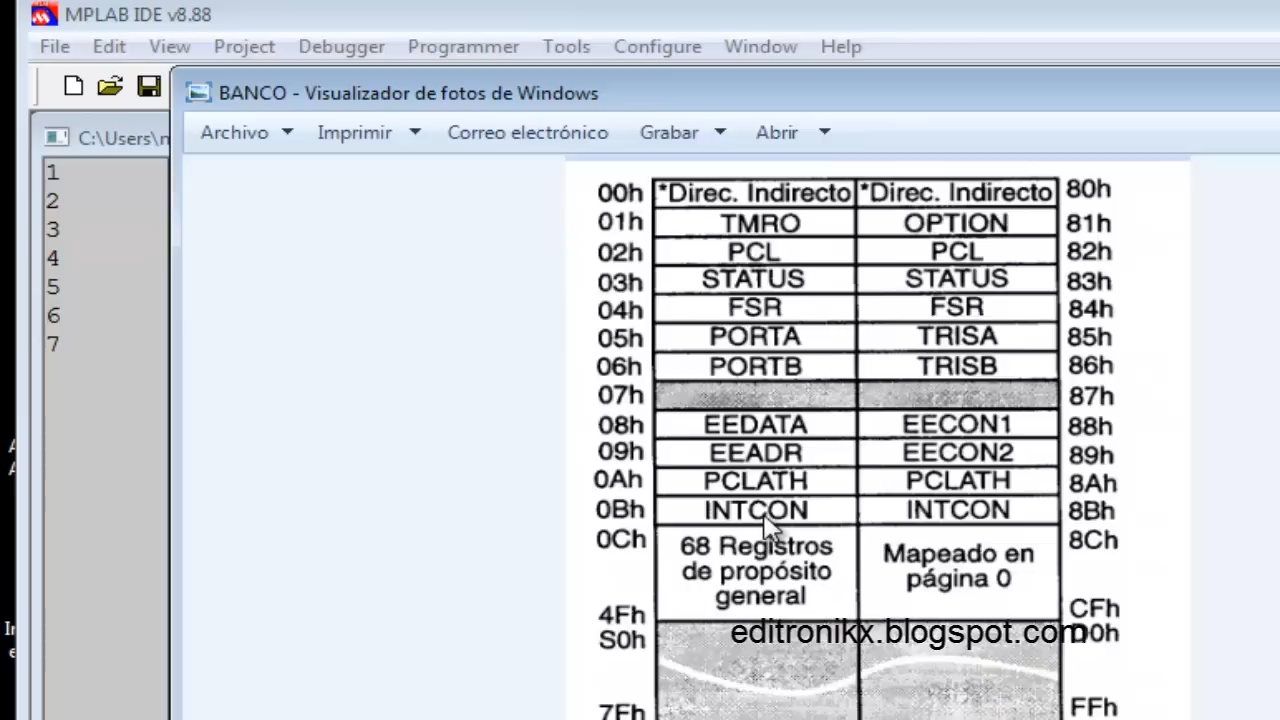 MPLAB IDE v8.88
File Edit View Project Debugger Programmer Tools Configure Window Help
BANCO - Visualizador de fotos de Windows
Archivo Imprimir Correo electrónico Grabar Abrir
C:\Users\
1
2
3
4
5
6
7
00h *Direc. Indirecto *Direc. Indirecto 80h
01h TMRO OPTION 81h
02h PCL PCL 82h
03h STATUS STATUS 83h
04h FSR FSR 84h
05h PORTA TRISA 85h
06h PORTB TRISB 86h
07h 87h
08h EEDATA EECON1 88h
09h EEADR EECON2 89h
0Ah PCLATH PCLATH 8Ah
0Bh INTCON INTCON 8Bh
0Ch 68 Registros de propósito general Mapeado en página 0 8Ch
4Fh CFh
editronikx.blogspot.com
S0h D0h
7Fh FFh